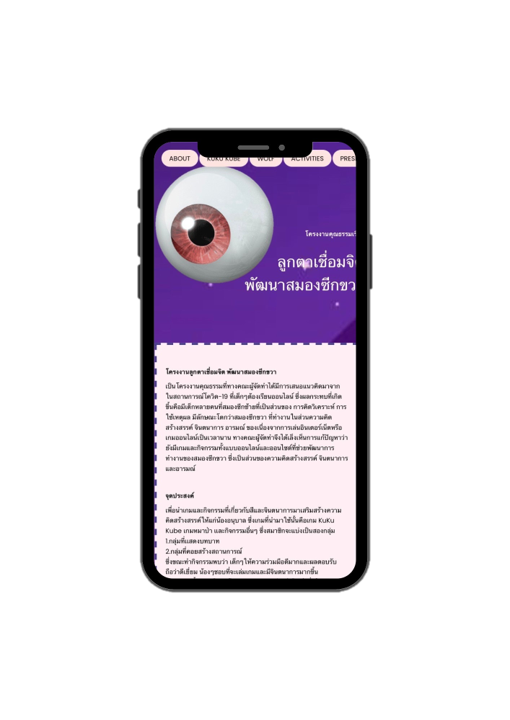 ABOUT
KUKU KUBE
WOLF
ACTIVITIES
PRES
โครงงานคุณธรรมเ
ลูกตาเชื่อมจิ
พัฒนาสมองซีกขวา
โครงงานลูกตาเชื่อมจิต พัฒนาสมองซีกขวา
เป็นโครงงานคุณธรรมที่ทางคณะผู้จัดทำได้มีการเสนอแนวคิดมาจาก
ในสถานการณ์โควิด-19 ที่เด็กๆต้องเรียนออนไลน์ ซึ่งผลกระทบที่เกิด
ขึ้นคือมีเด็กหลายคนที่สมองซีกซ้ายที่เป็นส่วนของ การคิดวิเคราะห์ การ
ใช้เหตุผล มีลักษณะโตกว่าสมองซีกขวา ที่ทำงานในส่วนความคิด
สร้างสรรค์ จินตนาการ อารมณ์ ของเนื่องจากการเล่นอินเตอร์เน็ตหรือ
เกมออนไลน์เป็นเวลานาน ทางคณะผู้จัดทำจึงได้เล็งเห็นการแก้ปัญหาว่า
ยังมีเกมและกิจกรรมทั้งแบบออนไลน์และออนไซต์ที่ช่วยพัฒนาการ
ทำงานของสมองซีกขวา ซึ่งเป็นส่วนของความคิดสร้างสรรค์ จินตนาการ
และอารมณ์
จุดประสงค์
เพื่อนำเกมและกิจกรรมที่เกี่ยวกับสีและจินตนาการมาเสริมสร้างความ
คิดสร้างสรรค์ให้แก่น้องอนุบาล ซึ่งเกมที่นำมาใช้นั้นคือเกม KuKu
Kube เกมหมาป่า และกิจกรรมอื่นๆ ซึ่งสมาชิกจะแบ่งเป็นสองกลุ่ม
1.กลุ่มที่แสดงบทบาท
2.กลุ่มที่คอยสร้างสถานการณ์
ซึ่งขณะทำกิจกรรมพบว่า เด็กๆให้ความร่วมมือดีมากและผลตอบรับ
ถือว่าดีเยี่ยม น้องๆชอบที่จะเล่นเกมและมีจินตนาการมากขึ้น